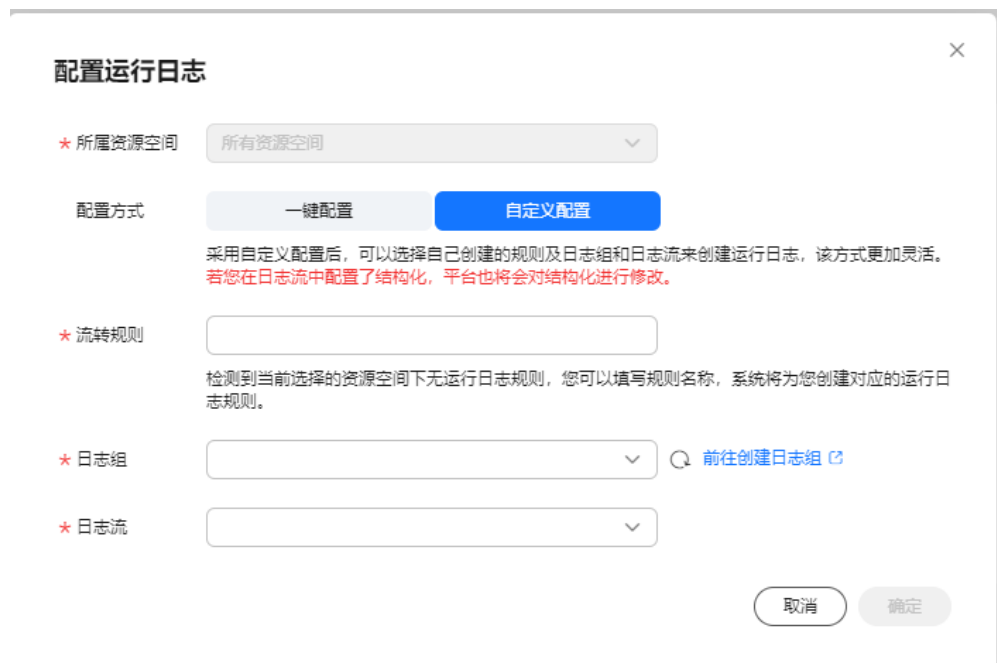 配置运行日志
* 所属资源空间 所有资源空间
配置方式 一键配置 自定义配置
采用自定义配置后，可以选择自己创建的规则及日志组和日志流来创建运行日志，该方式更加灵活。
若您在日志流中配置了结构化，平台也将会对结构化进行修改。
* 流转规则
检测到当前选择的资源空间下无运行日志规则，您可以填写规则名称，系统将为您创建对应的运行日
志规则。
* 日志组 前往创建日志组
* 日志流
取消 确定